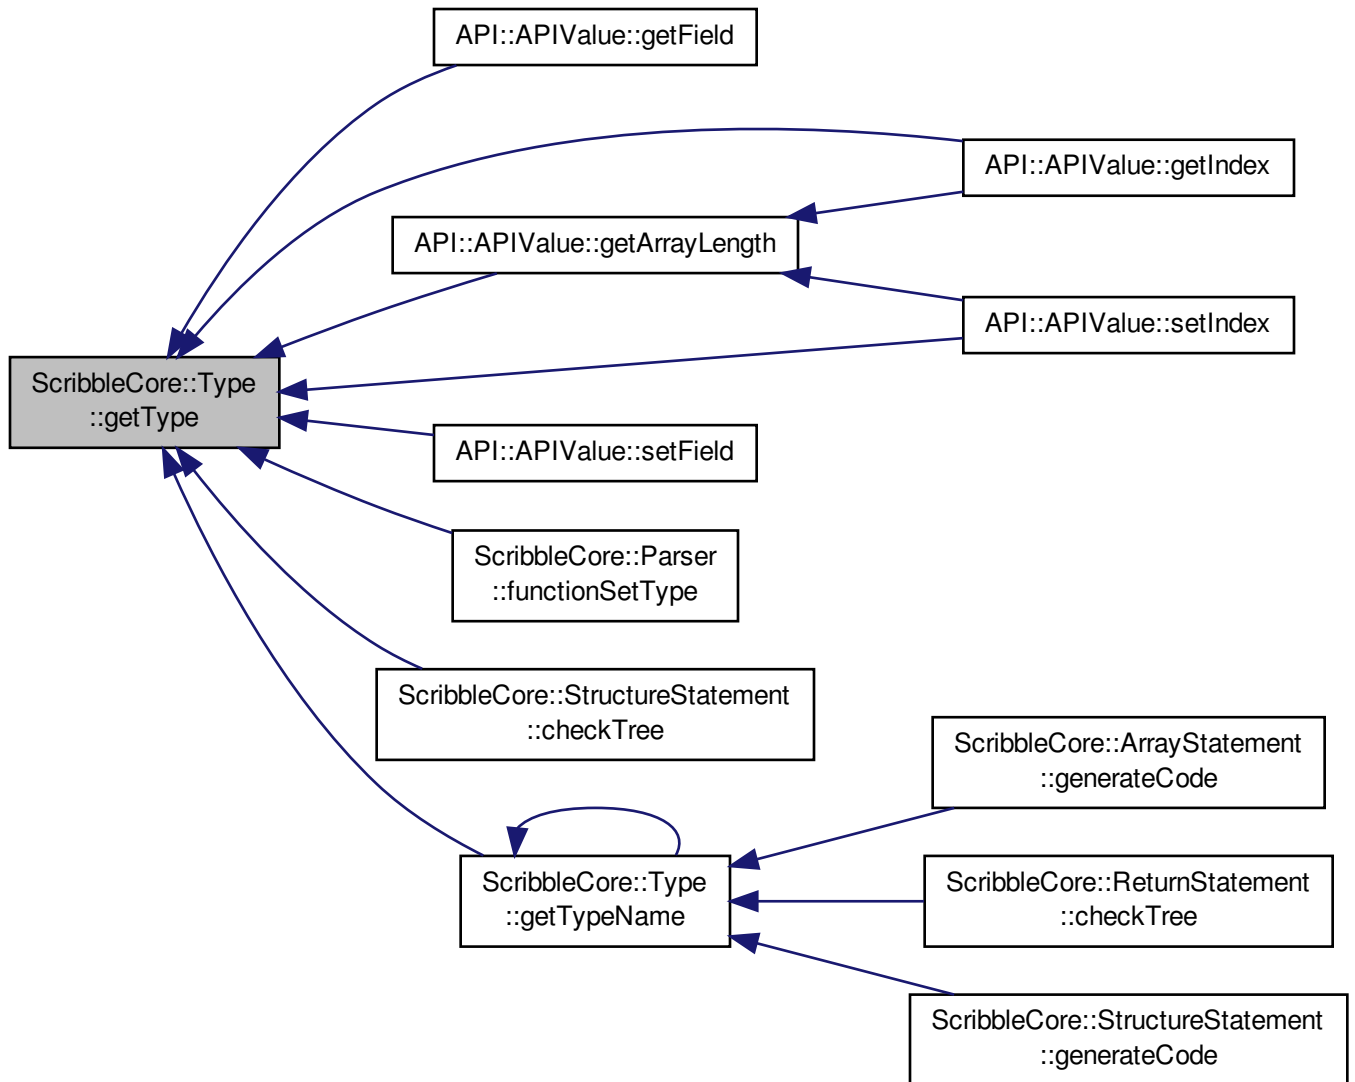 API::APIValue::getField
API::APIValue::getIndex
API::APIValue::getArrayLength
API::APIValue::setIndex
ScribbleCore::Type
::getType
API::APIValue::setField
ScribbleCore::Parser
::functionSetType
ScribbleCore::StructureStatement
::checkTree
ScribbleCore::ArrayStatement
::generateCode
ScribbleCore::Type
::getTypeName
ScribbleCore::ReturnStatement
::checkTree
ScribbleCore::StructureStatement
::generateCode